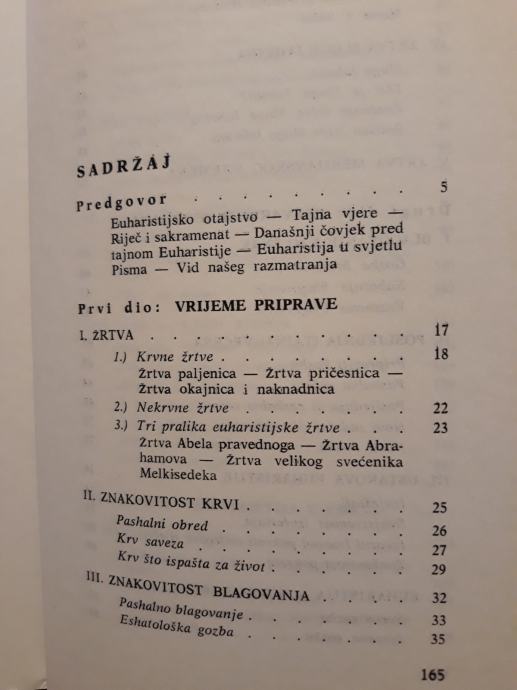 SADRŽAJ
Predgovor . . . . . . . . 5
Euharistijsko otajstvo — Tajna vjere —
Riječ i sakramenat — Današnji čovjek pred
tajnom Euharistije — Euharistija u svjetlu
Pisma — Vid našeg razmatranja
Prvi dio: VRIJEME PRIPRAVE
I. ŽRTVA . . . . . . . . . . 17
1.) Krvne žrtve . . . . . . . 18
Žrtva paljenica — Žrtva pričesnica —
Žrtva okajnica i naknadnica
2.) Nekrvne žrtve . . . . . . 22
3.) Tri pralika euharistijske žrtve . . . 23
Žrtva Abela pravednoga — Žrtva Abra-
hamova — Žrtva velikog svećenika
Melkisedeka
II. ZNAKOVITOST KRVI . . . . . . 25
Pashalni obred . . . . . . . 26
Krv saveza . . . . . . . . 27
Krv što ispašta za život . . . . . 29
III. ZNAKOVITOST BLAGOVANJA . . . . 32
Pashalno blagovanje . . . . . . 33
Eshatološka gozba . . . . . . 35
165